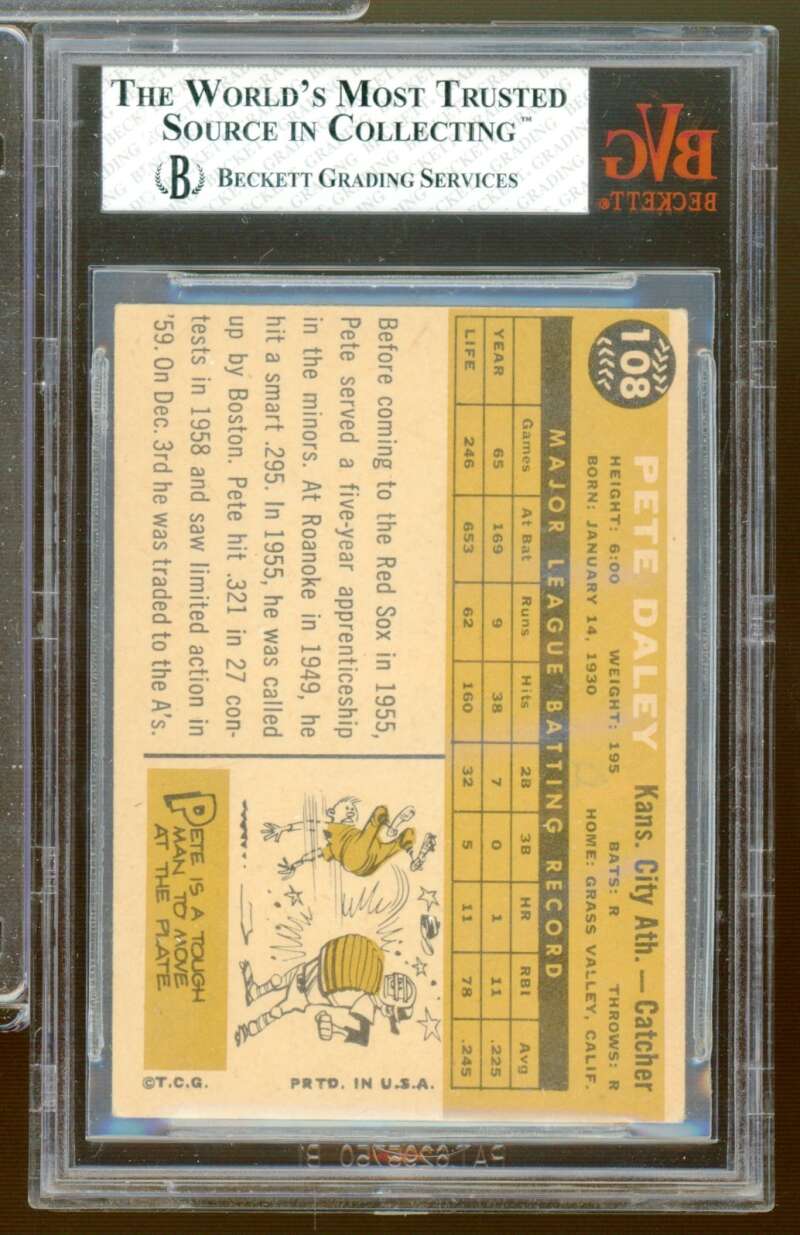 THE WORLD'S MOST TRUSTED
SOURCE IN COLLECTING™
B BECKETT GRADING SERVICES
BVG
BECKETT®
108
PETE DALEY Kans. City Ath. — Catcher
HEIGHT: 6:00 WEIGHT: 195 BATS: R THROWS: R
BORN: JANUARY 14, 1930 HOME: GRASS VALLEY, CALIF.
MAJOR LEAGUE BATTING RECORD
Games At Bat Runs Hits 2B 3B HR RBI Avg
YEAR 65 169 9 38 7 0 1 11 .225
LIFE 246 653 62 160 32 5 11 78 .245
Before coming to the Red Sox in 1955,
Pete served a five-year apprenticeship
in the minors. At Roanoke in 1949, he
hit a smart .295. In 1955, he was called
up by Boston. Pete hit .321 in 27 con-
tests in 1958 and saw limited action in
'59. On Dec. 3rd he was traded to the A's.
PETE IS A TOUGH
MAN TO MOVE
AT THE PLATE.
©T.C.G. PRTD. IN U.S.A.